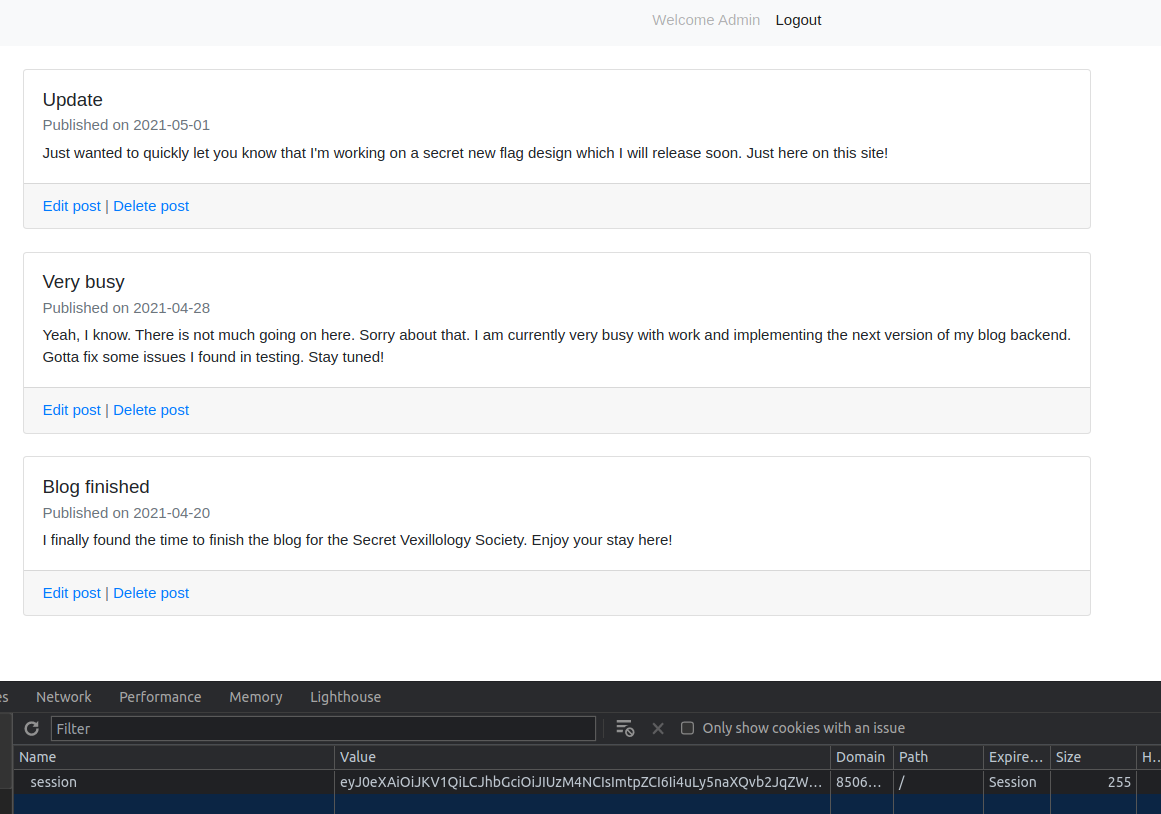 Welcome Admin Logout
Update
Published on 2021-05-01
Just wanted to quickly let you know that I'm working on a secret new flag design which I will release soon. Just here on this site!
Edit post | Delete post
Very busy
Published on 2021-04-28
Yeah, I know. There is not much going on here. Sorry about that. I am currently very busy with work and implementing the next version of my blog backend.
Gotta fix some issues I found in testing. Stay tuned!
Edit post | Delete post
Blog finished
Published on 2021-04-20
I finally found the time to finish the blog for the Secret Vexillology Society. Enjoy your stay here!
Edit post | Delete post
es Network Performance Memory Lighthouse
Filter Only show cookies with an issue
Name Value Domain Path Expire... Size H...
session eyJ0eXAiOiJKV1QiLCJhbGciOiJIUzM4NCIsImtpZCI6Ii4uLy5naXQvb2JqZW... 8506... / Session 255